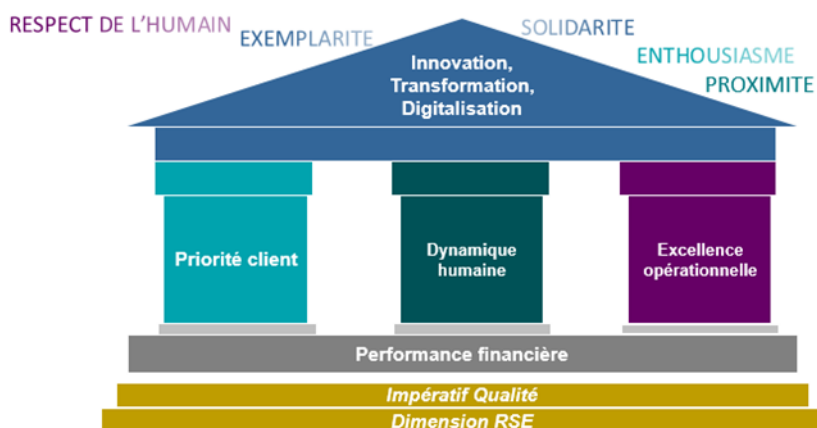 RESPECT DE L'HUMAIN
EXEMPLARITE
SOLIDARITE
ENTHOUSIASME
PROXIMITE
Innovation,
Transformation,
Digitalisation
Priorité client
Dynamique
humaine
Excellence
opérationnelle
Performance financière
Impératif Qualité
Dimension RSE